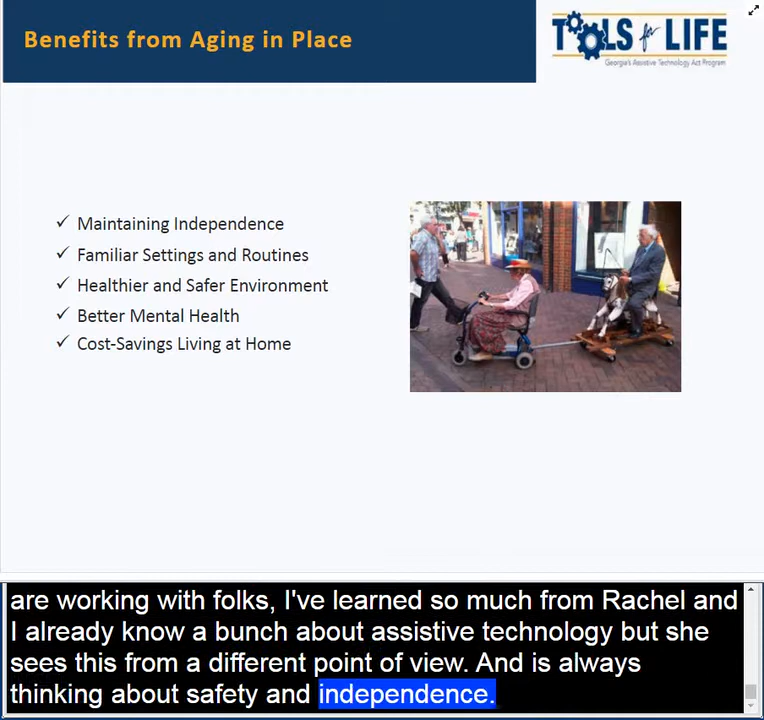 Benefits from Aging in Place
TOOLS for LIFE
Georgia's Assistive Technology Act Program
✓ Maintaining Independence
✓ Familiar Settings and Routines
✓ Healthier and Safer Environment
✓ Better Mental Health
✓ Cost-Savings Living at Home
are working with folks, I've learned so much from Rachel and
I already know a bunch about assistive technology but she
sees this from a different point of view. And is always
thinking about safety and independence.